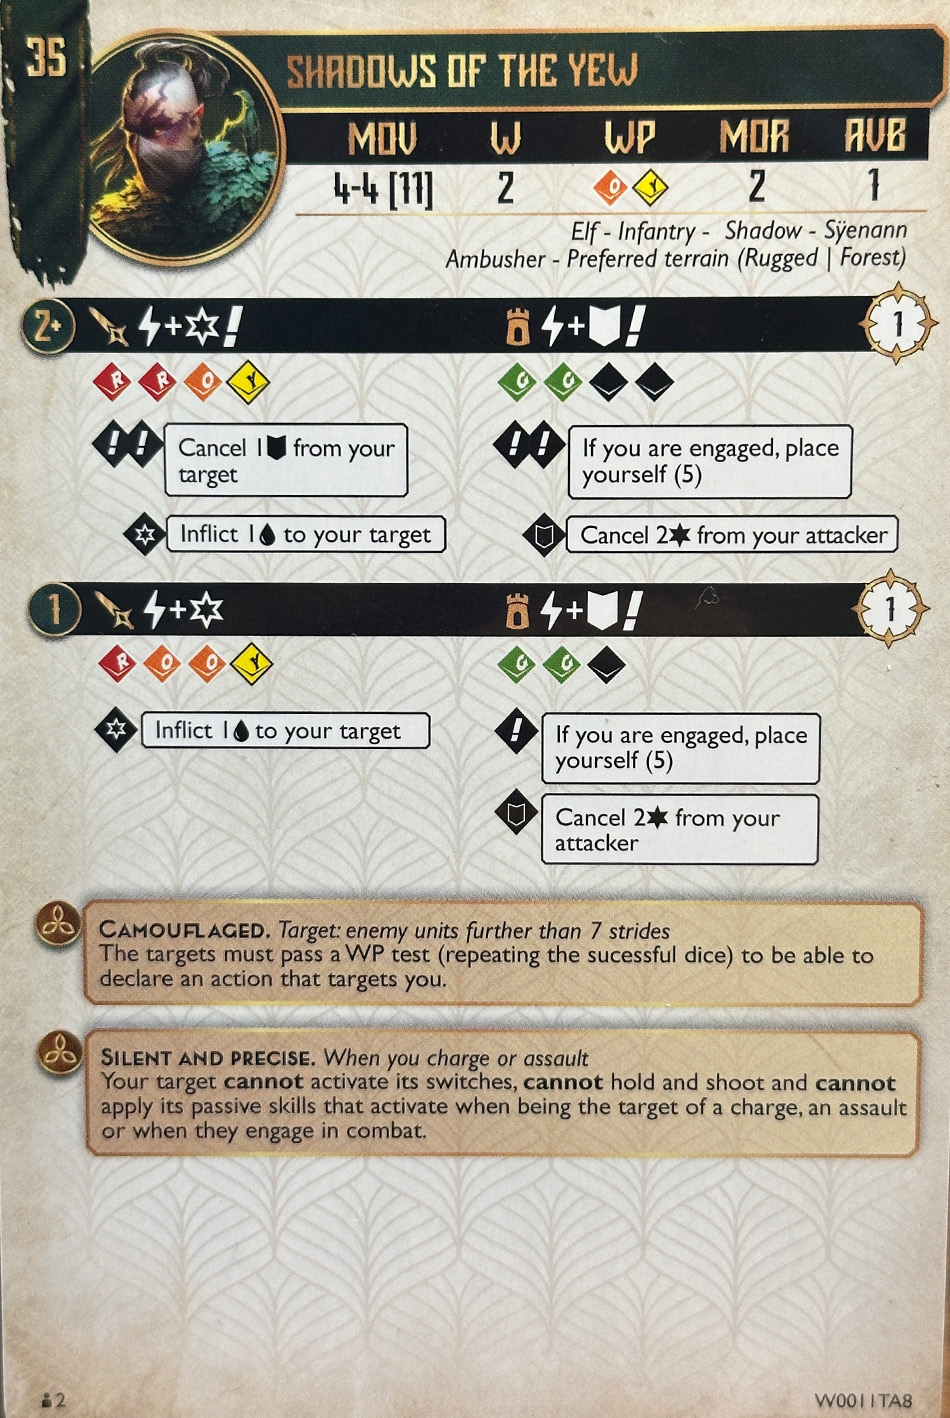 35
SHADOWS OF THE YEW
MOV W WP MOR AVB
4-4 [11] 2 O Y 2 1
Elf - Infantry - Shadow - Sÿenann
Ambusher - Preferred terrain (Rugged | Forest)
2+ + ! + ! 1
R R O Y G G
!! Cancel 1 from your
target
!! If you are engaged, place
yourself (5)
Inflict 1 to your target
Cancel 2 from your attacker
1 + + ! 1
R O O Y G G
Inflict 1 to your target
! If you are engaged, place
yourself (5)
Cancel 2 from your
attacker
CAMOUFLAGED. Target: enemy units further than 7 strides
The targets must pass a WP test (repeating the sucessful dice) to be able to
declare an action that targets you.
SILENT AND PRECISE. When you charge or assault
Your target cannot activate its switches, cannot hold and shoot and cannot
apply its passive skills that activate when being the target of a charge, an assault
or when they engage in combat.
2
W0011TA8